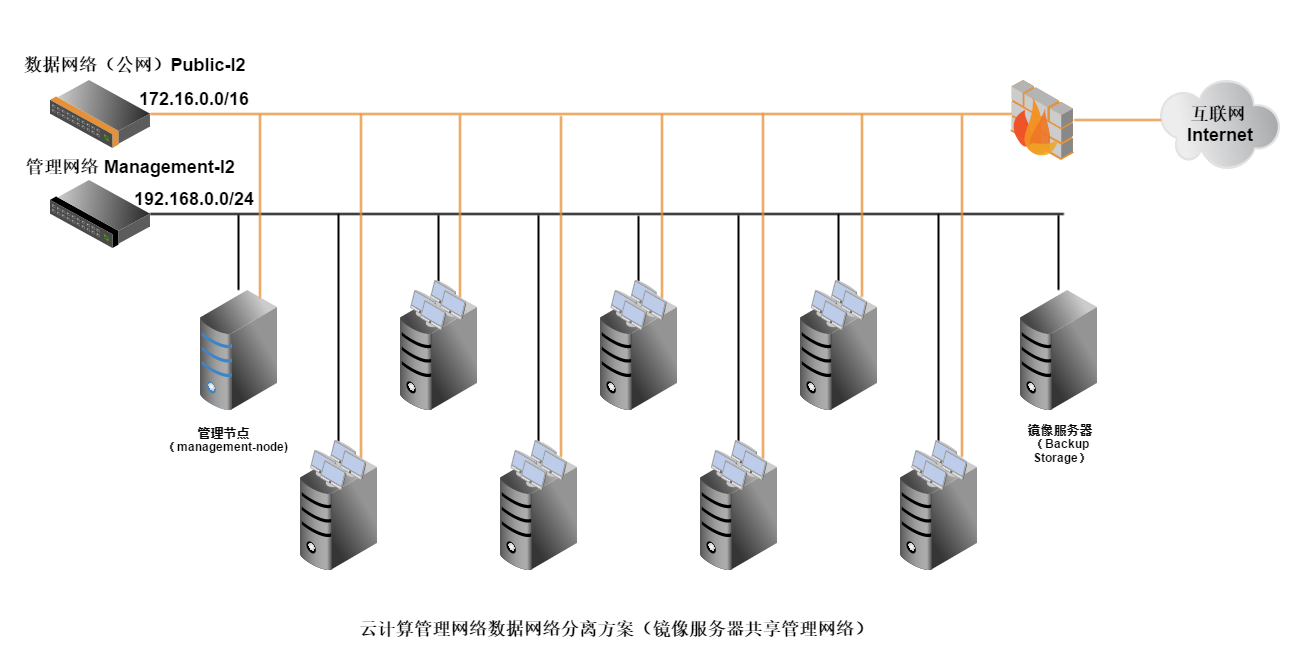 数据网络（公网）Public-l2
172.16.0.0/16
互联网
Internet
管理网络 Management-l2
192.168.0.0/24
管理节点
（management-node)
镜像服务器
（Backup
Storage）
云计算管理网络数据网络分离方案（镜像服务器共享管理网络）